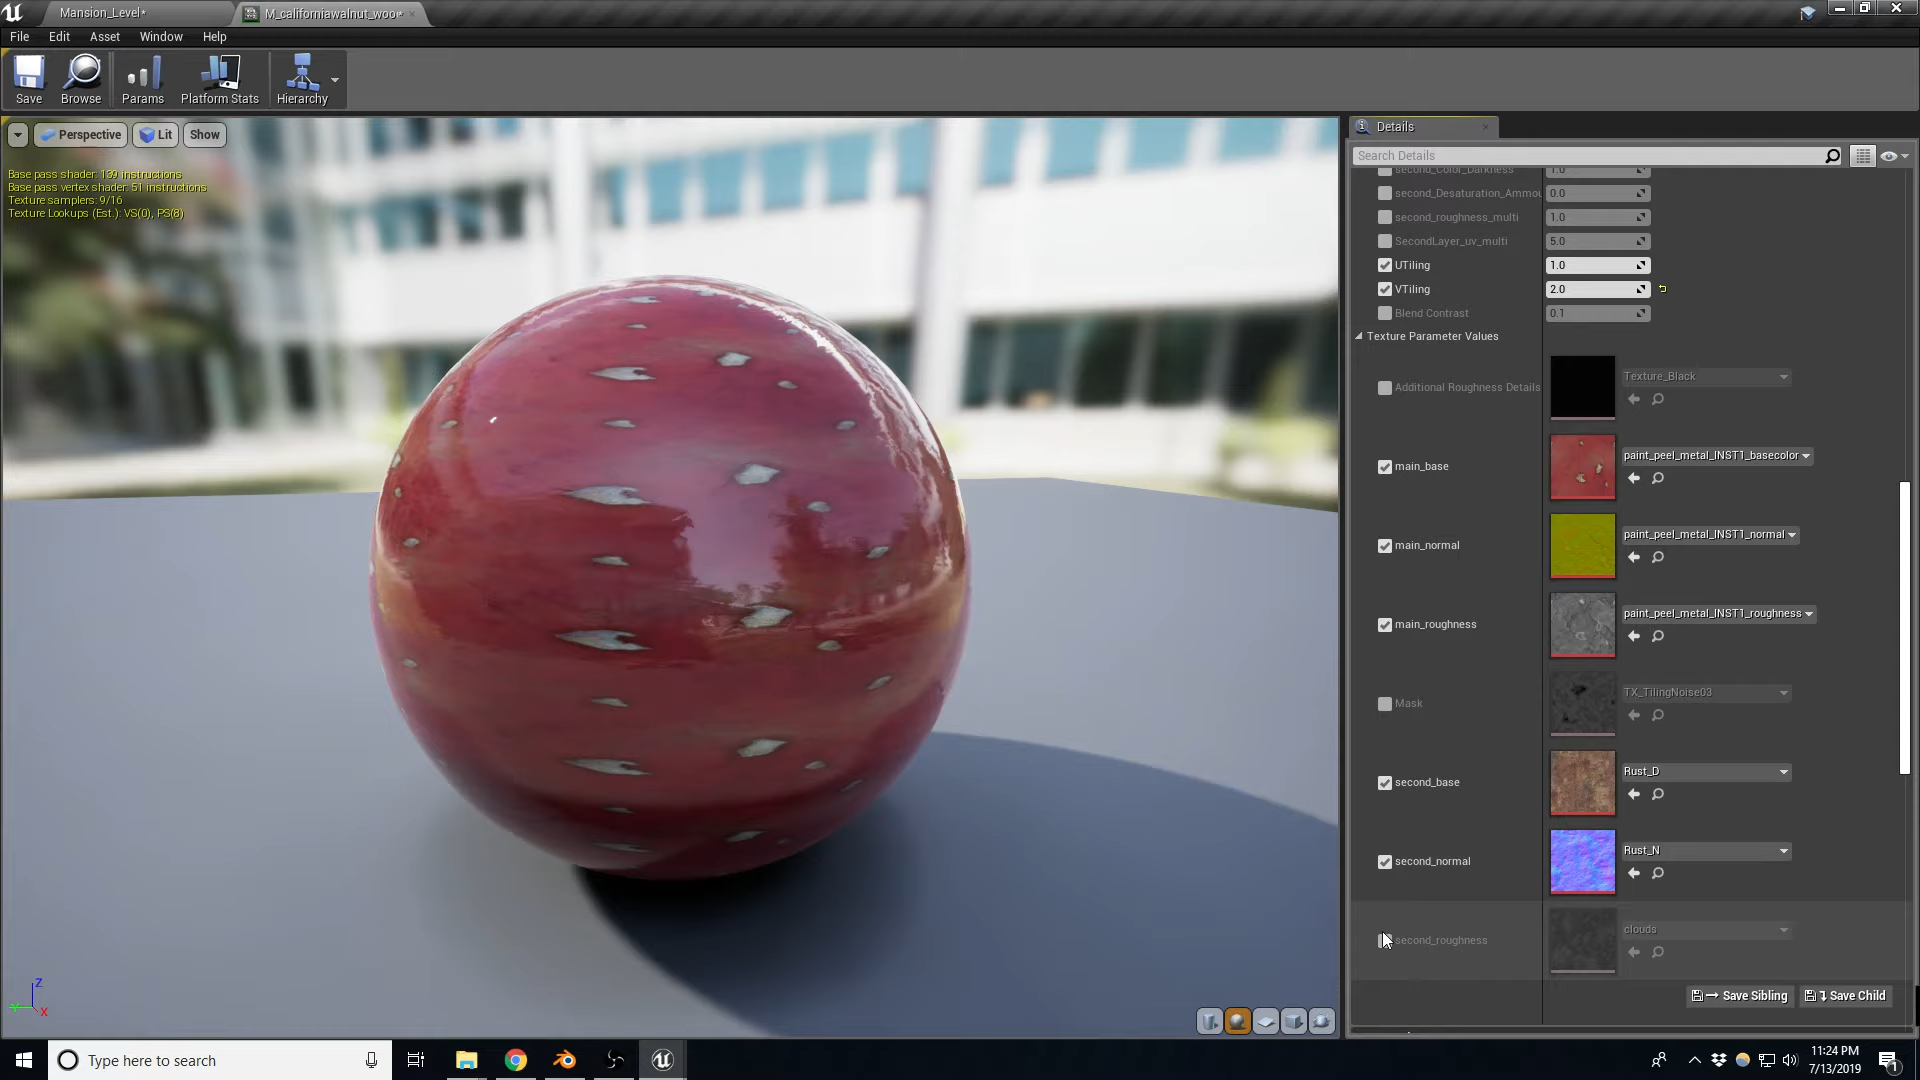 Mansion_Level*
M_californiawalnut_woo*
File
Edit
Asset
Window
Help
Save
Browse
Params
Platform Stats
Hierarchy
Perspective
Lit
Show
Base pass shader: 139 instructions
Base pass vertex shader: 51 instructions
Texture samplers: 9/16
Texture Lookups (Est.): VS(0), PS(8)
Details
Search Details
second_Color_Darkness
1.0
second_Desaturation_Ammou
0.0
second_roughness_multi
1.0
SecondLayer_uv_multi
5.0
UTiling
1.0
VTiling
2.0
Blend Contrast
0.1
Texture Parameter Values
Additional Roughness Details
Texture_Black
main_base
paint_peel_metal_INST1_basecolor
main_normal
paint_peel_metal_INST1_normal
main_roughness
paint_peel_metal_INST1_roughness
Mask
TX_TilingNoise03
second_base
Rust_D
second_normal
Rust_N
second_roughness
clouds
Save Sibling
Save Child
Z
X
Type here to search
11:24 PM
7/13/2019
1